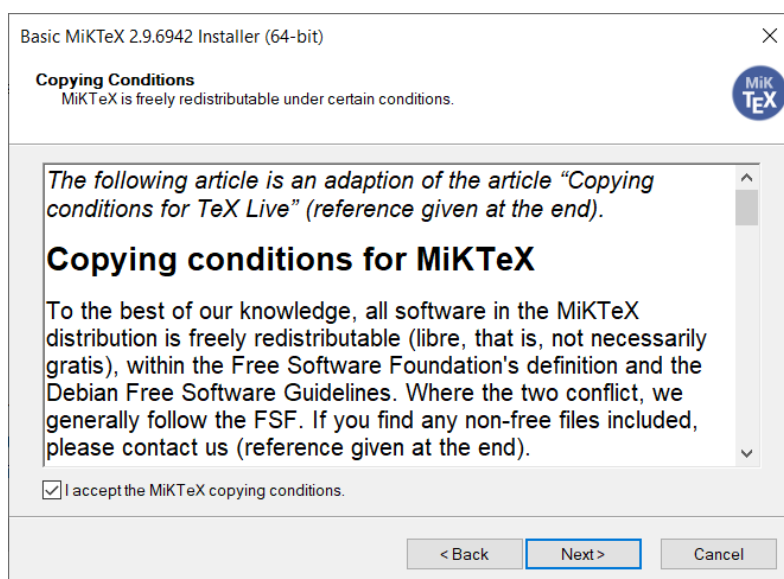 Basic MiKTeX 2.9.6942 Installer (64-bit)
Copying Conditions
MiKTeX is freely redistributable under certain conditions.
MiK
TEX
The following article is an adaption of the article “Copying
conditions for TeX Live” (reference given at the end).
Copying conditions for MiKTeX
To the best of our knowledge, all software in the MiKTeX
distribution is freely redistributable (libre, that is, not necessarily
gratis), within the Free Software Foundation's definition and the
Debian Free Software Guidelines. Where the two conflict, we
generally follow the FSF. If you find any non-free files included,
please contact us (reference given at the end).
I accept the MiKTeX copying conditions.
< Back
Next >
Cancel